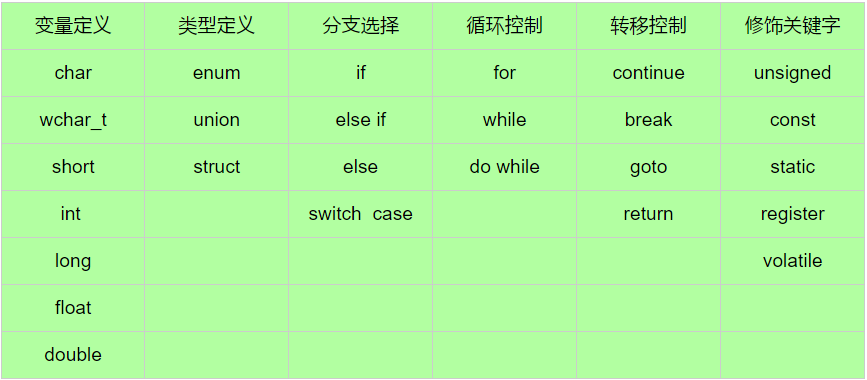 变量定义 类型定义 分支选择 循环控制 转移控制 修饰关键字
char enum if for continue unsigned
wchar_t union else if while break const
short struct else do while goto static
int switch case return register
long volatile
float
double